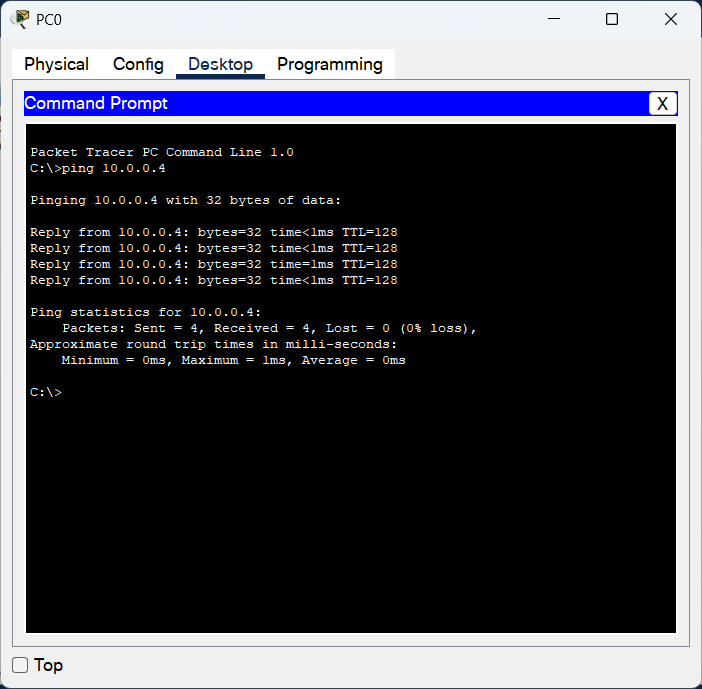 PC0
Physical Config Desktop Programming
Command Prompt X
Packet Tracer PC Command Line 1.0
C:\>ping 10.0.0.4
Pinging 10.0.0.4 with 32 bytes of data:
Reply from 10.0.0.4: bytes=32 time<1ms TTL=128
Reply from 10.0.0.4: bytes=32 time<1ms TTL=128
Reply from 10.0.0.4: bytes=32 time=1ms TTL=128
Reply from 10.0.0.4: bytes=32 time<1ms TTL=128
Ping statistics for 10.0.0.4:
    Packets: Sent = 4, Received = 4, Lost = 0 (0% loss),
Approximate round trip times in milli-seconds:
    Minimum = 0ms, Maximum = 1ms, Average = 0ms
C:\>
Top